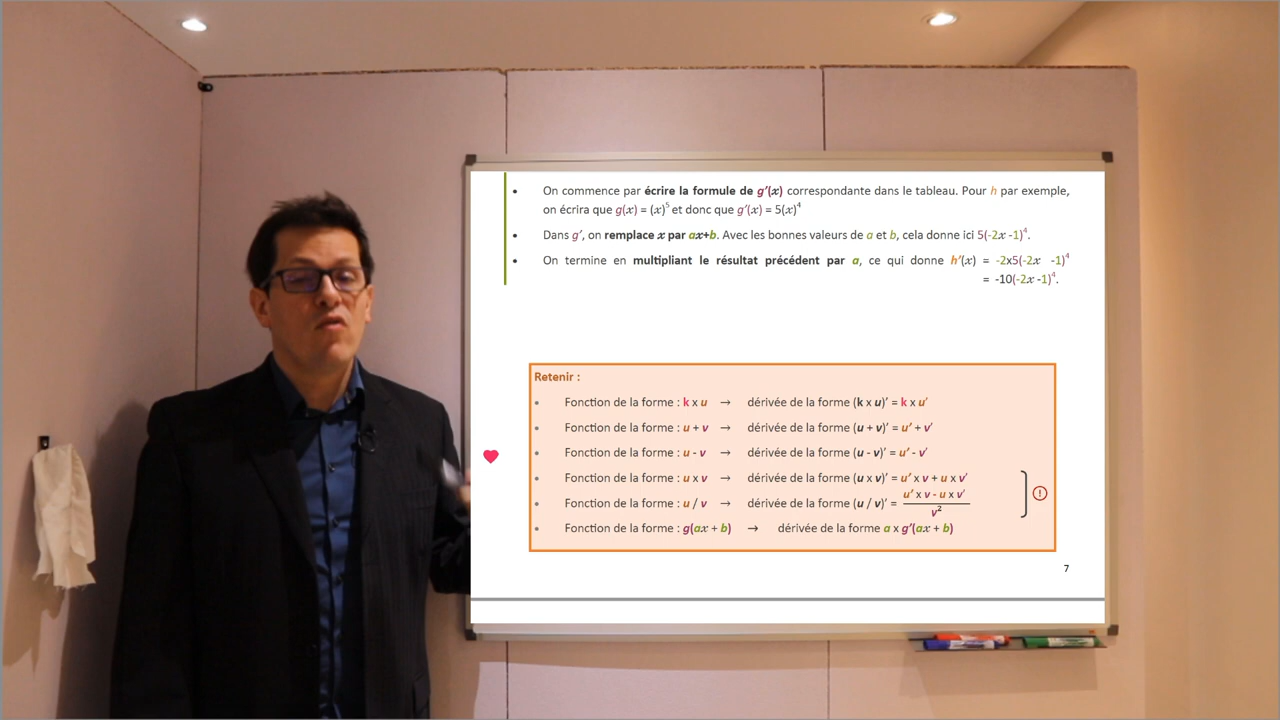 • On commence par écrire la formule de g'(x) correspondante dans le tableau. Pour h par exemple,
on écrira que g(x) = (x)⁵ et donc que g'(x) = 5(x)⁴
• Dans g', on remplace x par ax+b. Avec les bonnes valeurs de a et b, cela donne ici 5(-2x -1)⁴.
• On termine en multipliant le résultat précédent par a, ce qui donne h'(x) = -2x5(-2x -1)⁴
= -10(-2x -1)⁴.
Retenir :
• Fonction de la forme : k x u → dérivée de la forme (k x u)' = k x u'
• Fonction de la forme : u + v → dérivée de la forme (u + v)' = u' + v'
• Fonction de la forme : u - v → dérivée de la forme (u - v)' = u' - v'
• Fonction de la forme : u x v → dérivée de la forme (u x v)' = u' x v + u x v'
• Fonction de la forme : u / v → dérivée de la forme (u / v)' = u' x v - u x v' / v²
• Fonction de la forme : g(ax + b) → dérivée de la forme a x g'(ax + b)
!
7